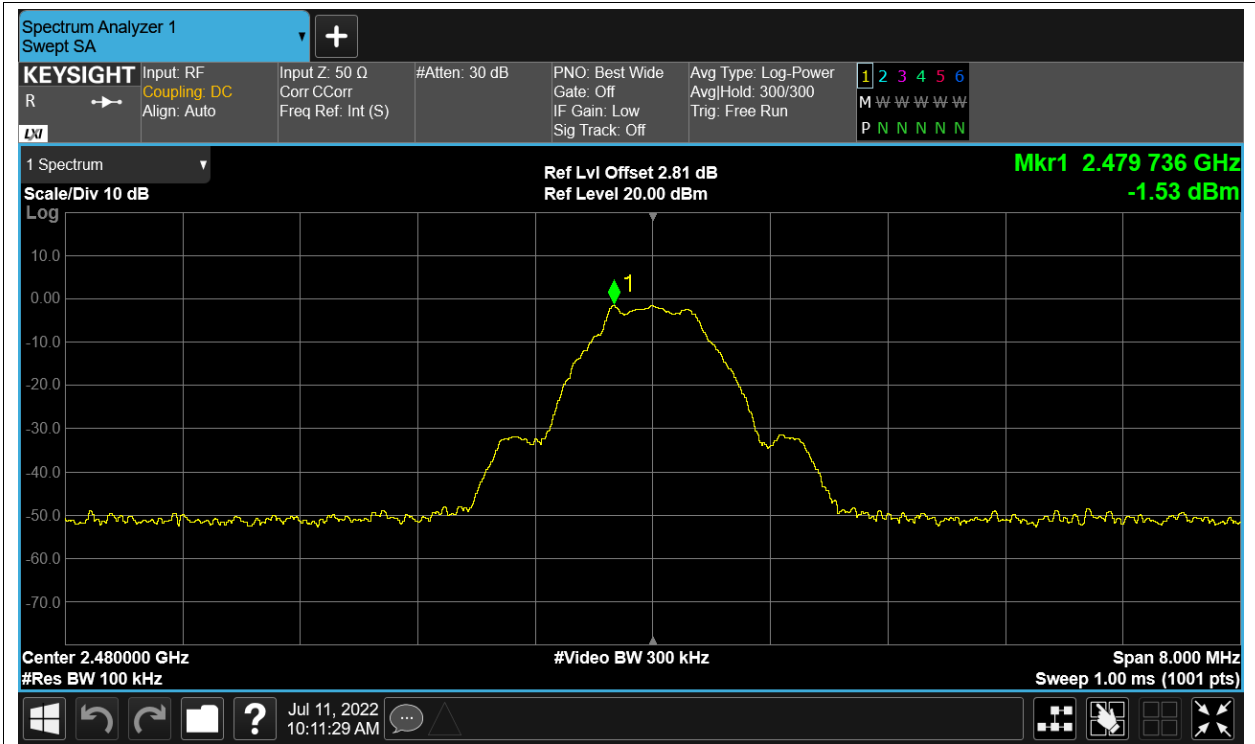 Spectrum Analyzer 1
Swept SA
KEYSIGHT
R
LXI
Input: RF
Coupling: DC
Align: Auto
Input Z: 50 Ω
Corr CCorr
Freq Ref: Int (S)
#Atten: 30 dB
PNO: Best Wide
Gate: Off
IF Gain: Low
Sig Track: Off
Avg Type: Log-Power
Avg|Hold: 300/300
Trig: Free Run
1 2 3 4 5 6
M W W W W W
P N N N N N
1 Spectrum
Scale/Div 10 dB
Log
Ref Lvl Offset 2.81 dB
Ref Level 20.00 dBm
Mkr1 2.479 736 GHz
-1.53 dBm
10.0
0.00
-10.0
-20.0
-30.0
-40.0
-50.0
-60.0
-70.0
1
Center 2.480000 GHz
#Res BW 100 kHz
#Video BW 300 kHz
Span 8.000 MHz
Sweep 1.00 ms (1001 pts)
?
Jul 11, 2022
10:11:29 AM